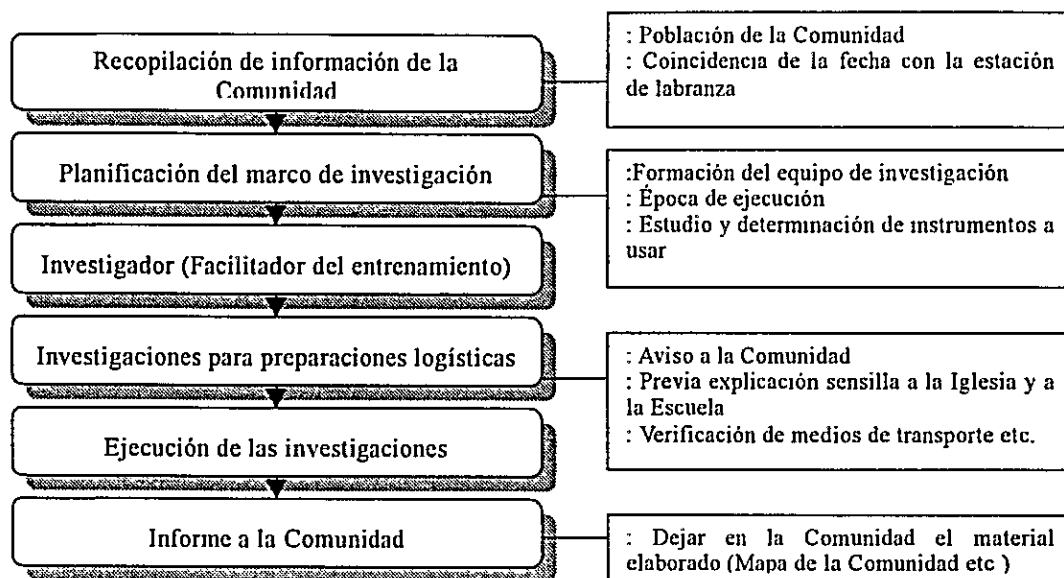 Recopilación de información de la
Comunidad
: Población de la Comunidad
: Coincidencia de la fecha con la estación
de labranza
Planificación del marco de investigación
:Formación del equipo de investigación
: Época de ejecución
: Estudio y determinación de instrumentos a
usar
Investigador (Facilitador del entrenamiento)
Investigaciones para preparaciones logísticas
: Aviso a la Comunidad
: Previa explicación sensilla a la Iglesia y a
la Escuela
: Verificación de medios de transporte etc.
Ejecución de las investigaciones
Informe a la Comunidad
: Dejar en la Comunidad el material
elaborado (Mapa de la Comunidad etc )